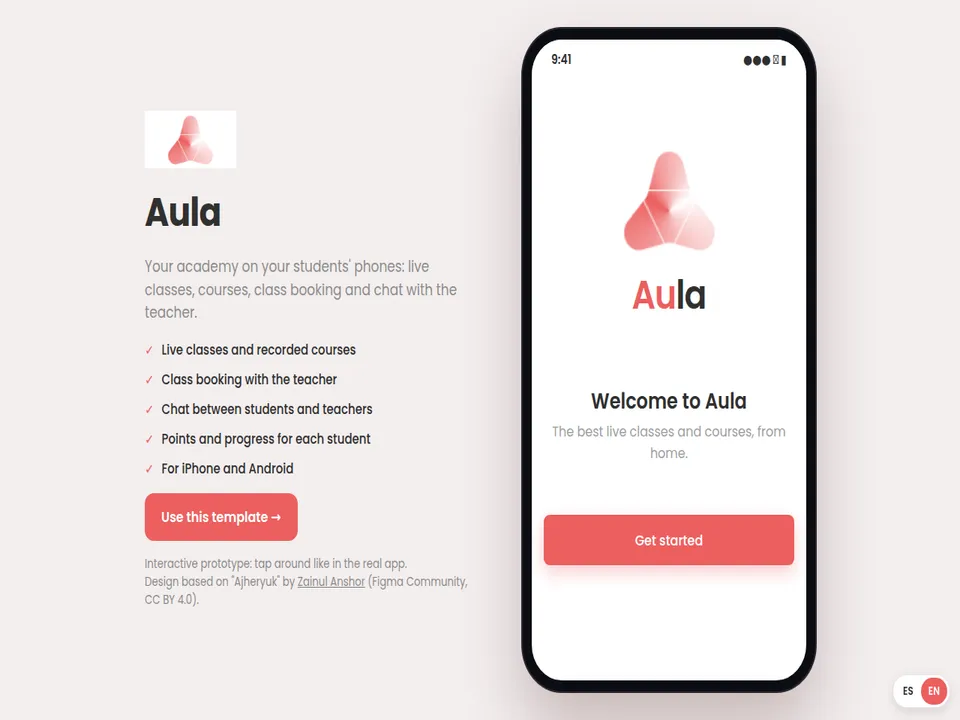 Aula
Your academy on your students' phones: live
classes, courses, class booking and chat with the
teacher.
✓ Live classes and recorded courses
✓ Class booking with the teacher
✓ Chat between students and teachers
✓ Points and progress for each student
✓ For iPhone and Android
Use this template →
Interactive prototype: tap around like in the real app.
Design based on "Ajheryuk" by Zainul Anshor (Figma Community,
CC BY 4.0).
9:41
Aula
Welcome to Aula
The best live classes and courses, from
home.
Get started
ES EN